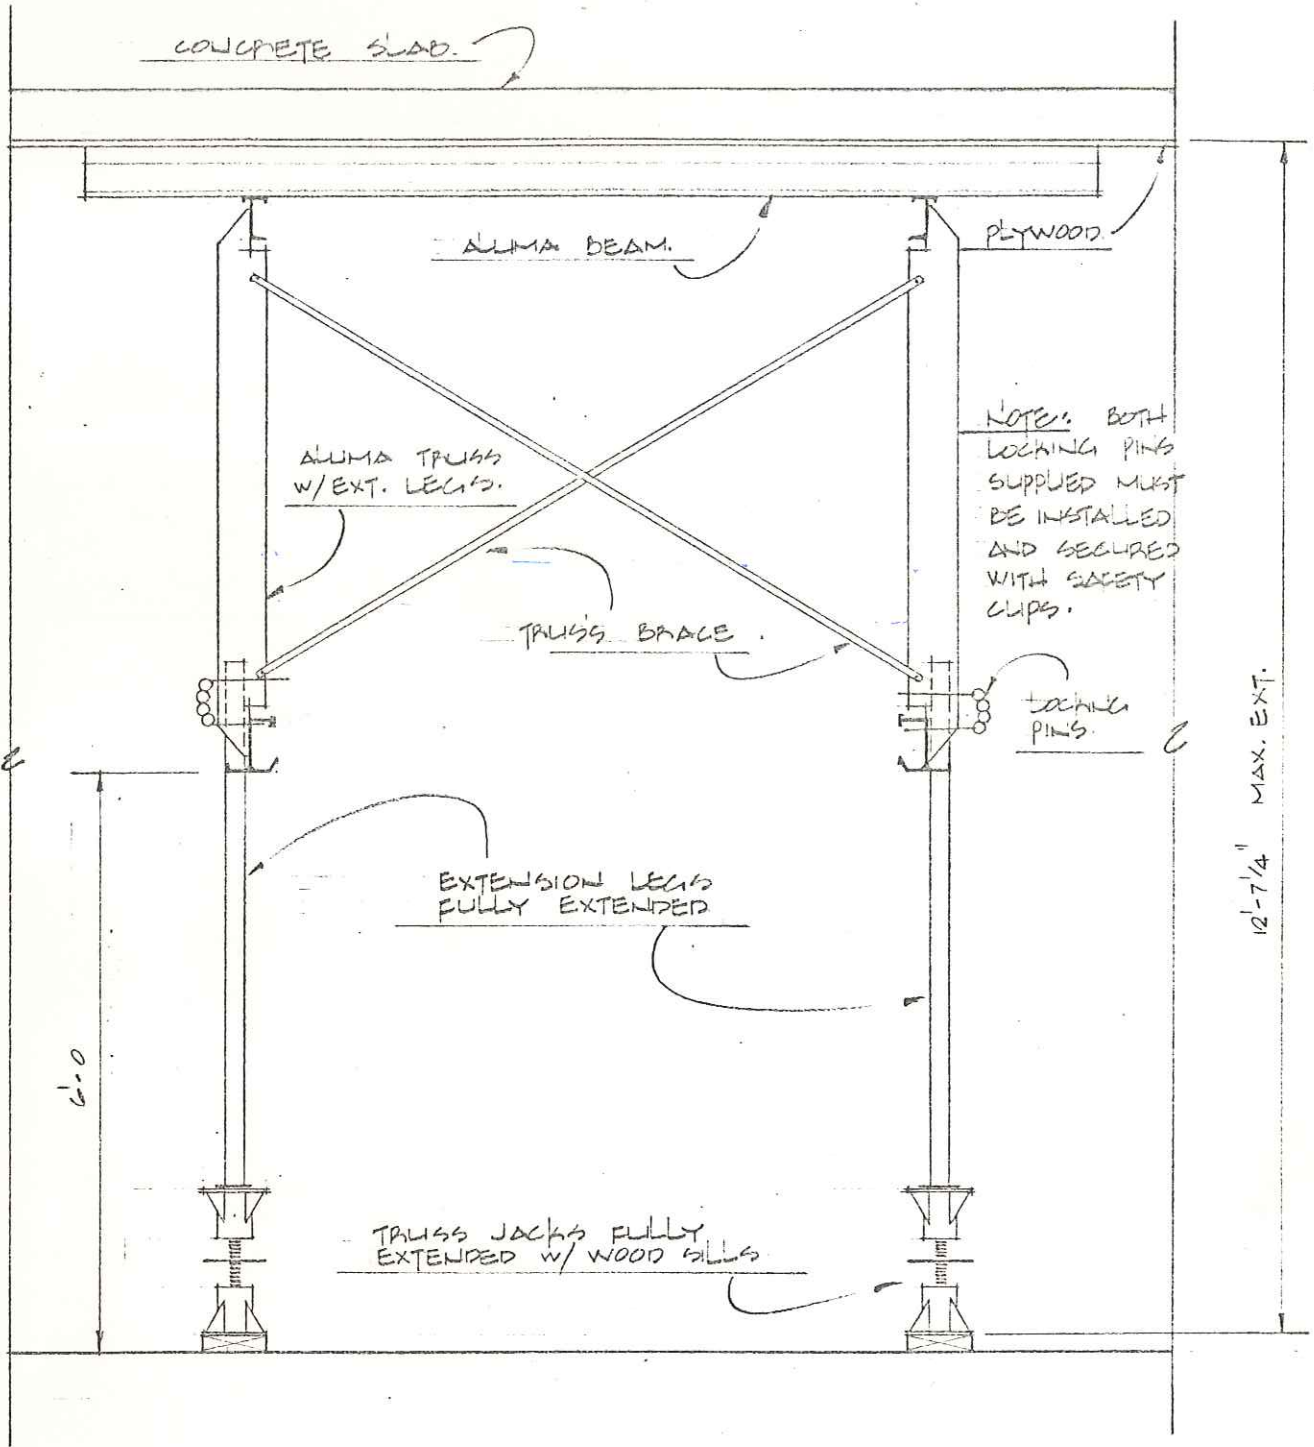 CONCRETE SLAB.
ALUMA BEAM.
PLYWOOD
NOTE: BOTH
LOCKING PINS
SUPPLIED MUST
BE INSTALLED
AND SECURED
WITH SAFETY
CLIPS.
ALUMA TRUSS
W/EXT. LEGS.
TRUSS BRACE.
LOCKING
PINS.
12'-7 1/4" MAX. EXT.
EXTENSION LEGS
FULLY EXTENDED
6'-0
TRUSS JACKS FULLY
EXTENDED W/ WOOD SILLS